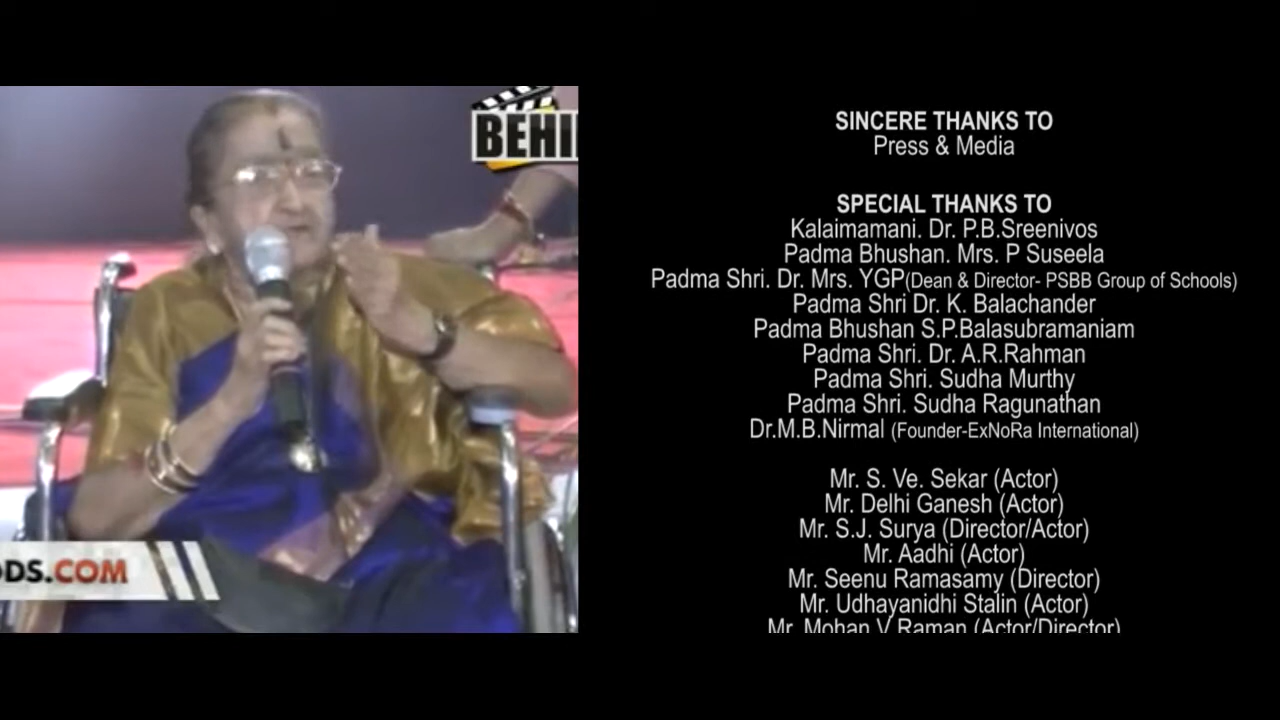 BEHI
ODS.COM
SINCERE THANKS TO
Press & Media
SPECIAL THANKS TO
Kalaimamani. Dr. P.B.Sreenivos
Padma Bhushan. Mrs. P Suseela
Padma Shri. Dr. Mrs. YGP(Dean & Director- PSBB Group of Schools)
Padma Shri Dr. K. Balachander
Padma Bhushan S.P.Balasubramaniam
Padma Shri. Dr. A.R.Rahman
Padma Shri. Sudha Murthy
Padma Shri. Sudha Ragunathan
Dr.M.B.Nirmal (Founder-ExNoRa International)
Mr. S. Ve. Sekar (Actor)
Mr. Delhi Ganesh (Actor)
Mr. S.J. Surya (Director/Actor)
Mr. Aadhi (Actor)
Mr. Seenu Ramasamy (Director)
Mr. Udhayanidhi Stalin (Actor)
Mr. Mohan V Raman (Actor/Director)